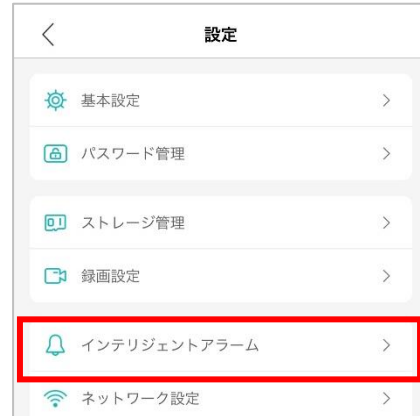 設定
基本設定
パスワード管理
ストレージ管理
録画設定
インテリジェントアラーム
ネットワーク設定